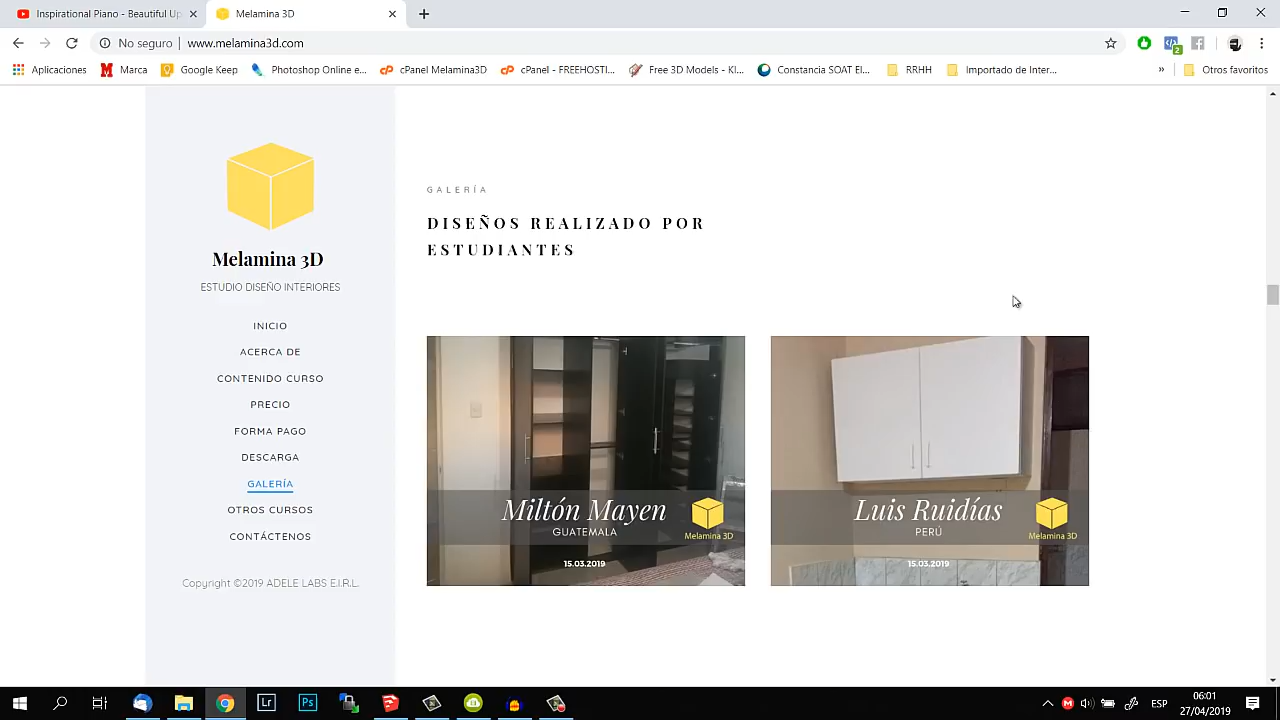 Inspirational Piano - Beautiful Up
Melamina 3D
No seguro
www.melamina3d.com
2
Aplicaciones
Marca
Google Keep
Photoshop Online e...
cPanel Melamina3D
cPanel - FREEHOSTI...
Free 3D Models - Kl...
Constancia SOAT El...
RRHH
Importado de Inter...
»
Otros favoritos
Melamina 3D
ESTUDIO DISEÑO INTERIORES
INICIO
ACERCA DE
CONTENIDO CURSO
PRECIO
FORMA PAGO
DESCARGA
GALERÍA
OTROS CURSOS
CONTÁCTENOS
Copyright ©2019 ADELE LABS E.I.R.L.
GALERÍA
DISEÑOS REALIZADO POR
ESTUDIANTES
Miltón Mayen
GUATEMALA
Melamina 3D
15.03.2019
Luis Ruidías
PERÚ
Melamina 3D
15.03.2019
Lr
Ps
ESP
06:01
27/04/2019